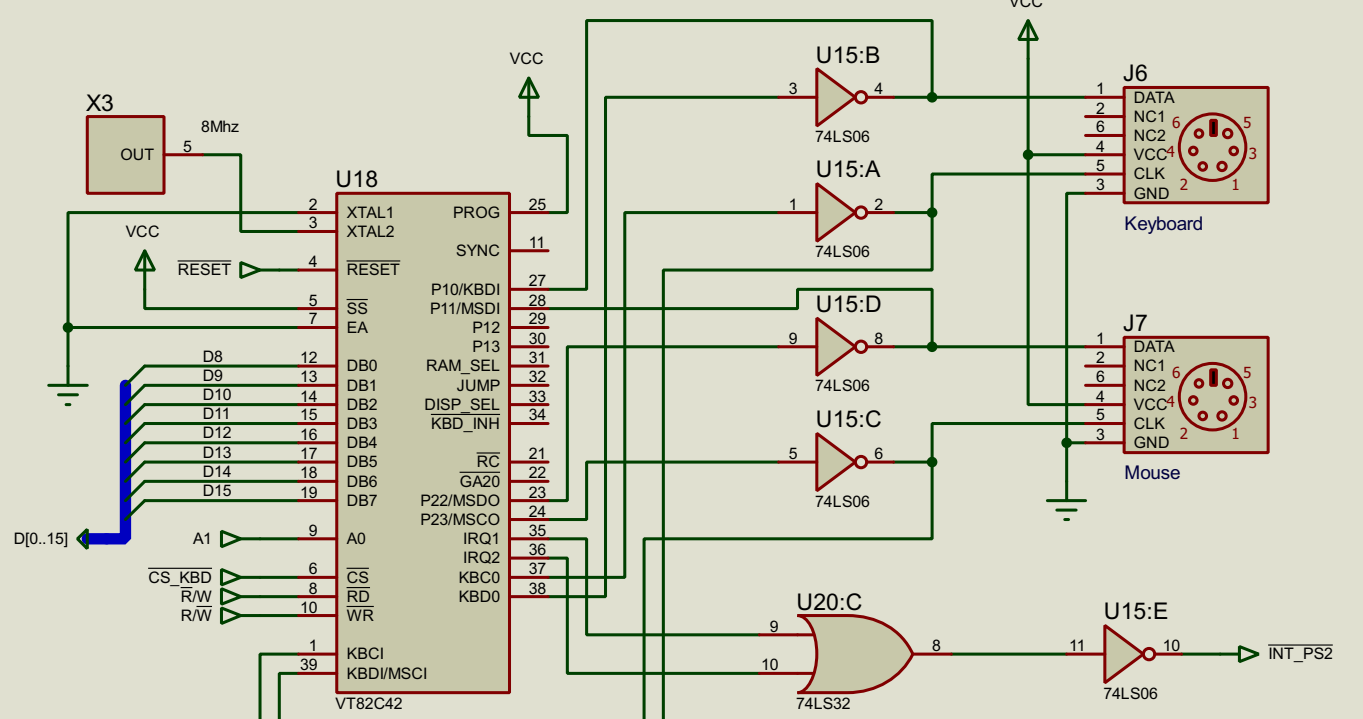 VCC
U15:B
3
4
74LS06
J6
1 DATA
2 NC1
6 NC2
4 VCC
5 CLK
3 GND
6
5
4
3
2
1
Keyboard
VCC
X3
8Mhz
OUT
5
U18
2 XTAL1
3 XTAL2
VCC
RESET
4 RESET
5 SS
7 EA
D8 12 DB0
D9 13 DB1
D10 14 DB2
D11 15 DB3
D12 16 DB4
D13 17 DB5
D14 18 DB6
D15 19 DB7
D[0..15]
A1 9 A0
CS_KBD 6 CS
R/W 8 RD
R/W 10 WR
1 KBCI
39 KBDI/MSCI
VT82C42
PROG 25
SYNC 11
P10/KBDI 27
P11/MSDI 28
P12 29
P13 30
RAM_SEL 31
JUMP 32
DISP_SEL 33
KBD_INH 34
RC 21
GA20 22
P22/MSDO 23
P23/MSCO 24
IRQ1 35
IRQ2 36
KBC0 37
KBD0 38
U15:A
1
2
74LS06
U15:D
9
8
74LS06
U15:C
5
6
74LS06
J7
1 DATA
2 NC1
6 NC2
4 VCC
5 CLK
3 GND
6
5
4
3
2
1
Mouse
U20:C
9
10
8
74LS32
U15:E
11
10
74LS06
INT_PS2